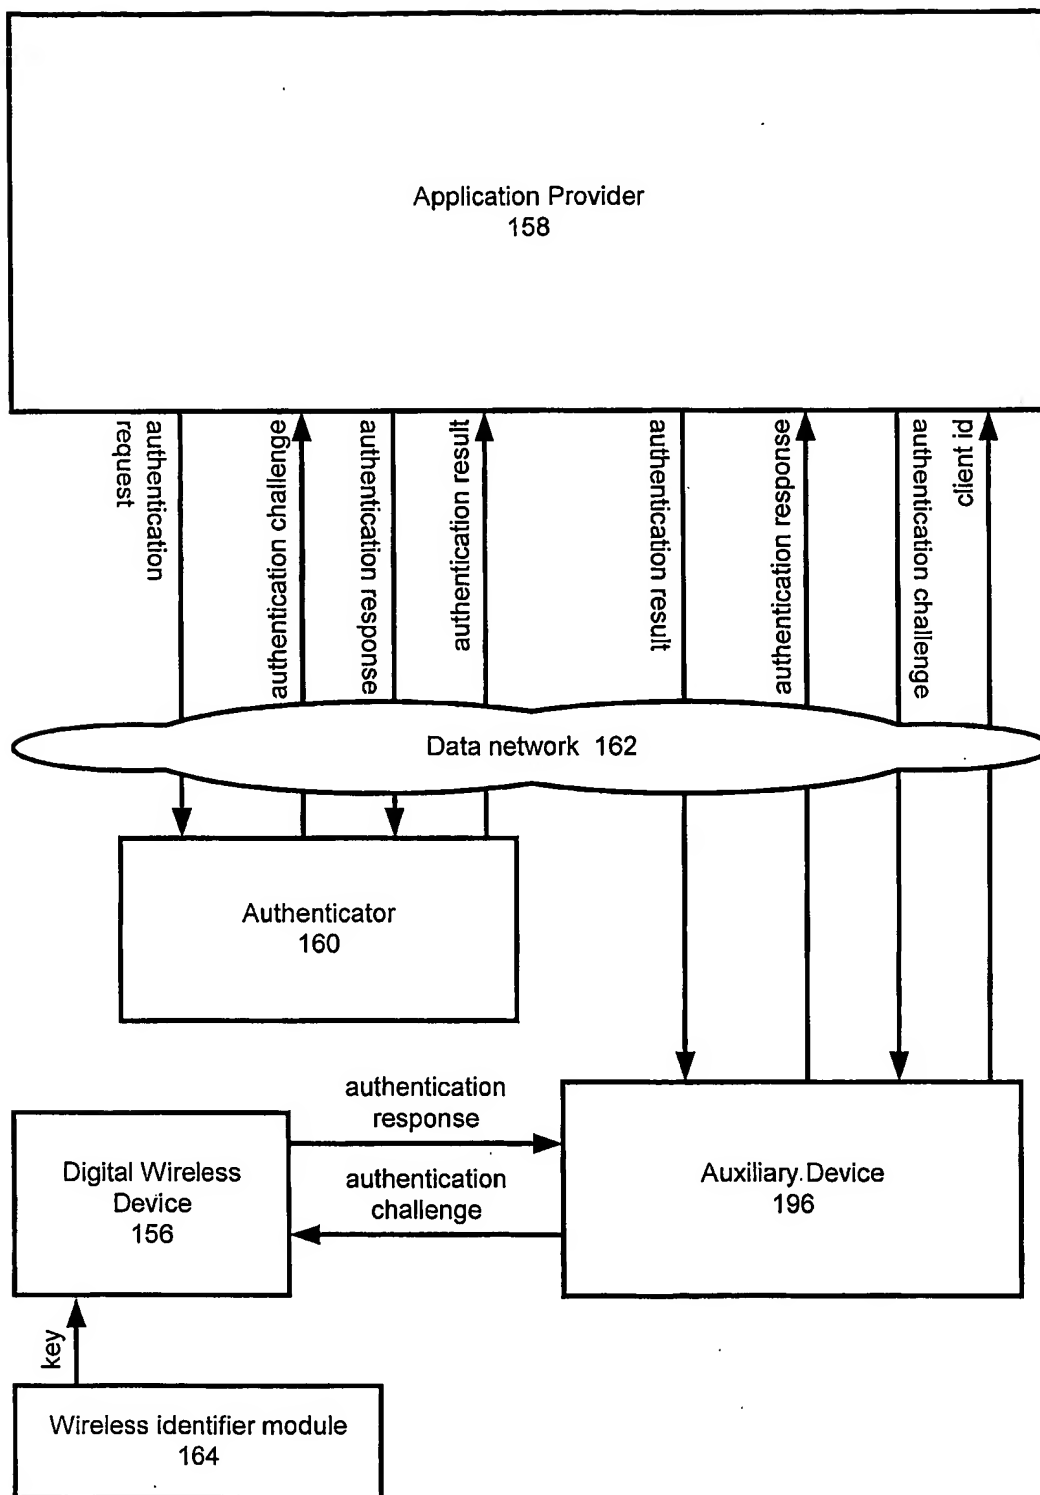 Application Provider
158
authentication
request
authentication challenge
authentication response
authentication result
authentication result
authentication response
authentication challenge
client id
Data network 162
Authenticator
160
authentication
response
authentication
challenge
Digital Wireless
Device
156
Auxiliary Device
196
key
Wireless identifier module
164